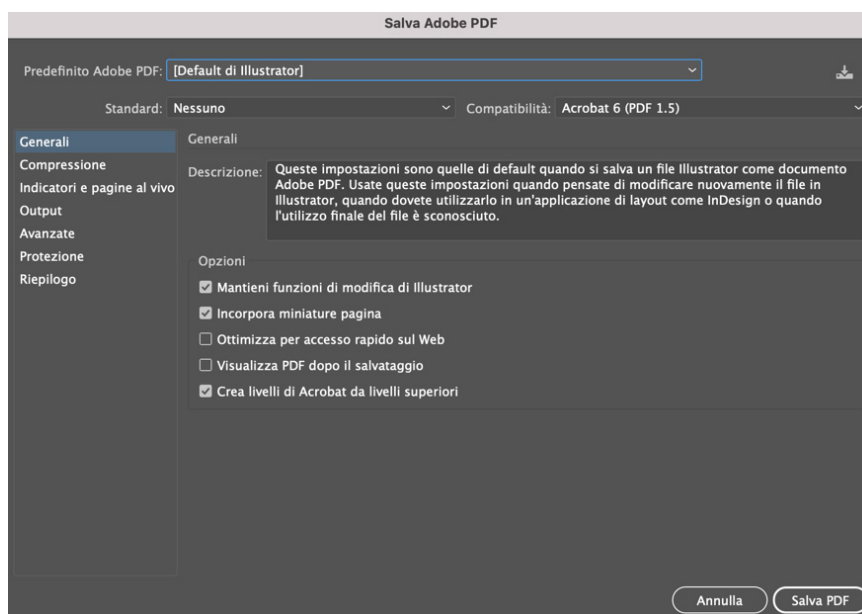 Salva Adobe PDF
Predefinito Adobe PDF: [Default di Illustrator]
Standard: Nessuno Compatibilità: Acrobat 6 (PDF 1.5)
Generali
Compressione
Indicatori e pagine al vivo
Output
Avanzate
Protezione
Riepilogo
Generali
Descrizione: Queste impostazioni sono quelle di default quando si salva un file Illustrator come documento
Adobe PDF. Usate queste impostazioni quando pensate di modificare nuovamente il file in
Illustrator, quando dovete utilizzarlo in un'applicazione di layout come InDesign o quando
l'utilizzo finale del file è sconosciuto.
Opzioni
Mantieni funzioni di modifica di Illustrator
Incorpora miniature pagina
Ottimizza per accesso rapido sul Web
Visualizza PDF dopo il salvataggio
Crea livelli di Acrobat da livelli superiori
Annulla Salva PDF